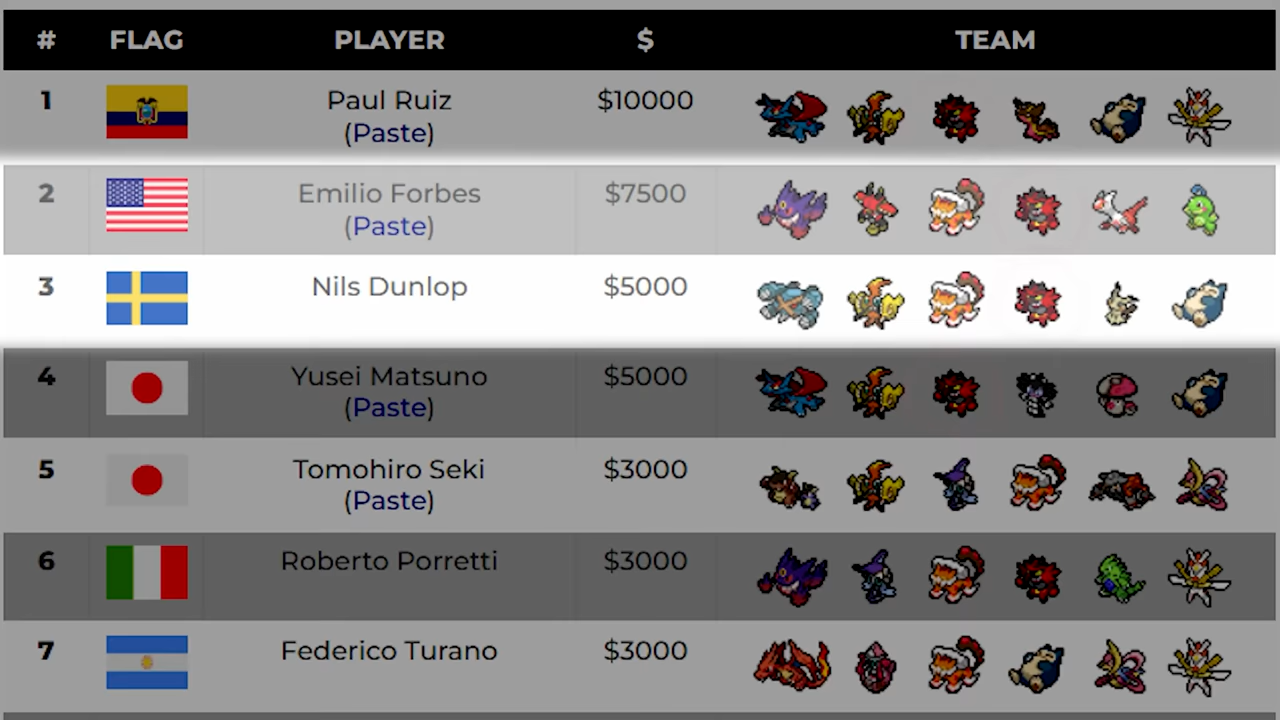 # FLAG PLAYER $ TEAM
1 Paul Ruiz $10000
(Paste)
2 Emilio Forbes $7500
(Paste)
3 Nils Dunlop $5000
4 Yusei Matsuno $5000
(Paste)
5 Tomohiro Seki $3000
(Paste)
6 Roberto Porretti $3000
7 Federico Turano $3000